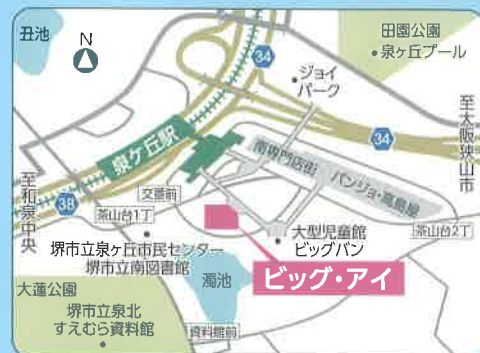 丑池
N
田園公園
泉ヶ丘プール
34
ジョイ
パーク
34
至大阪狭山市
泉ケ丘駅
南専門店街
パンジョ・高島屋
至和泉中央
38
交番前
茶山台1丁
茶山台2丁
大型児童館
ビッグバン
堺市立泉ヶ丘市民センター
堺市立南図書館
ビッグ・アイ
濁池
大蓮公園
堺市立泉北
すえむら資料館
資料館前